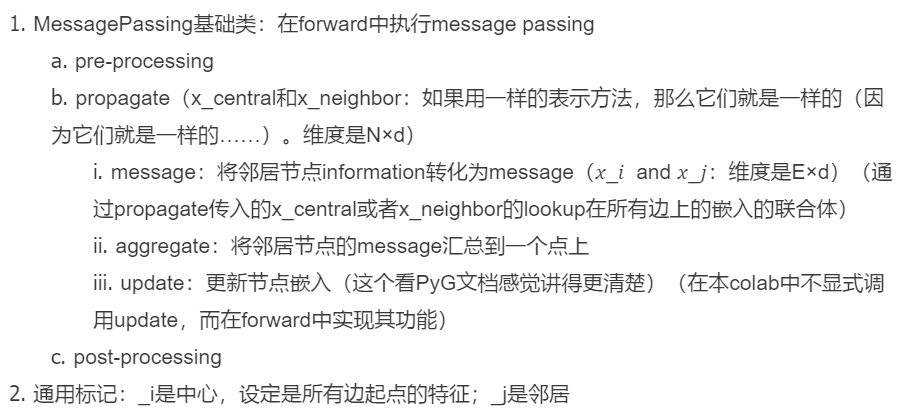 1. MessagePassing基础类：在forward中执行message passing
a. pre-processing
b. propagate（x_central和x_neighbor：如果用一样的表示方法，那么它们就是一样的（因
为它们就是一样的……）。维度是N×d）
i. message：将邻居节点information转化为message（x_i and x_j：维度是E×d）（通
过propagate传入的x_central或者x_neighbor的lookup在所有边上的嵌入的联合体）
ii. aggregate：将邻居节点的message汇总到一个点上
iii. update：更新节点嵌入（这个看PyG文档感觉讲得更清楚）（在本colab中不显式调
用update，而在forward中实现其功能）
c. post-processing
2. 通用标记：_i是中心，设定是所有边起点的特征；_j是邻居